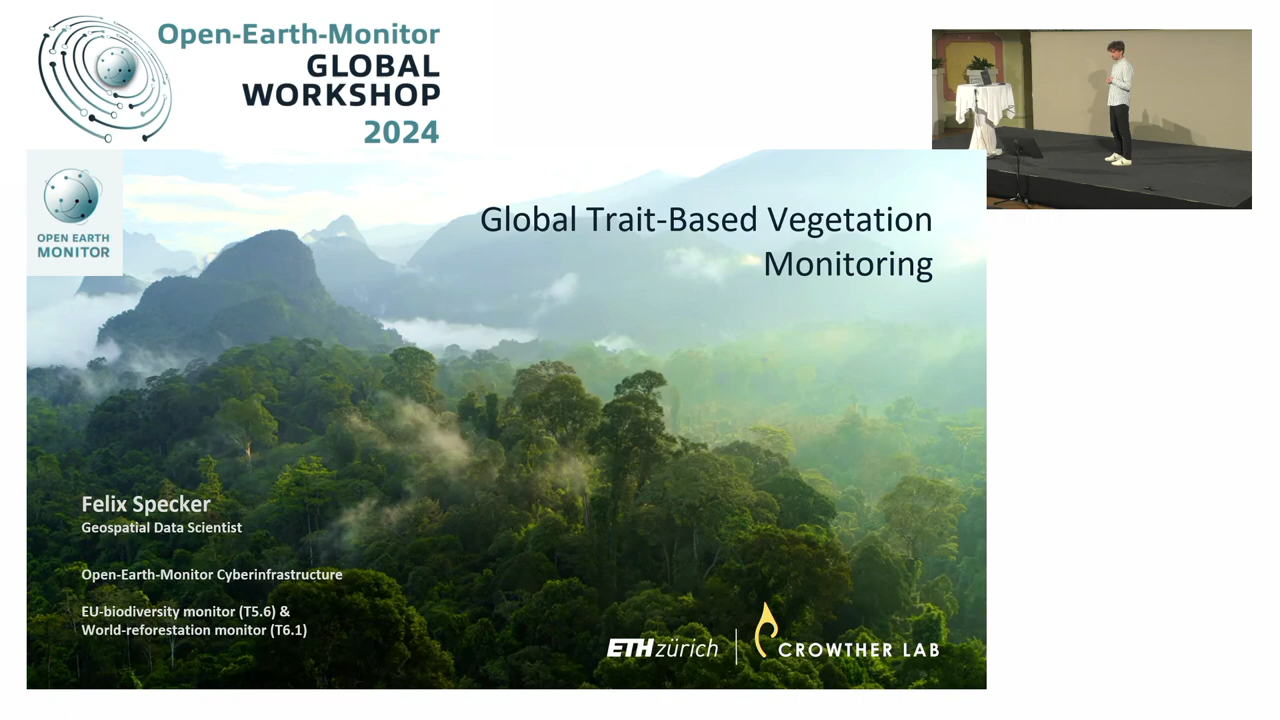 Open-Earth-Monitor
GLOBAL
WORKSHOP
2024
OPEN EARTH
MONITOR
Global Trait-Based Vegetation
Monitoring
Felix Specker
Geospatial Data Scientist
Open-Earth-Monitor Cyberinfrastructure
EU-biodiversity monitor (T5.6) &
World-reforestation monitor (T6.1)
ETH zürich | CROWTHER LAB